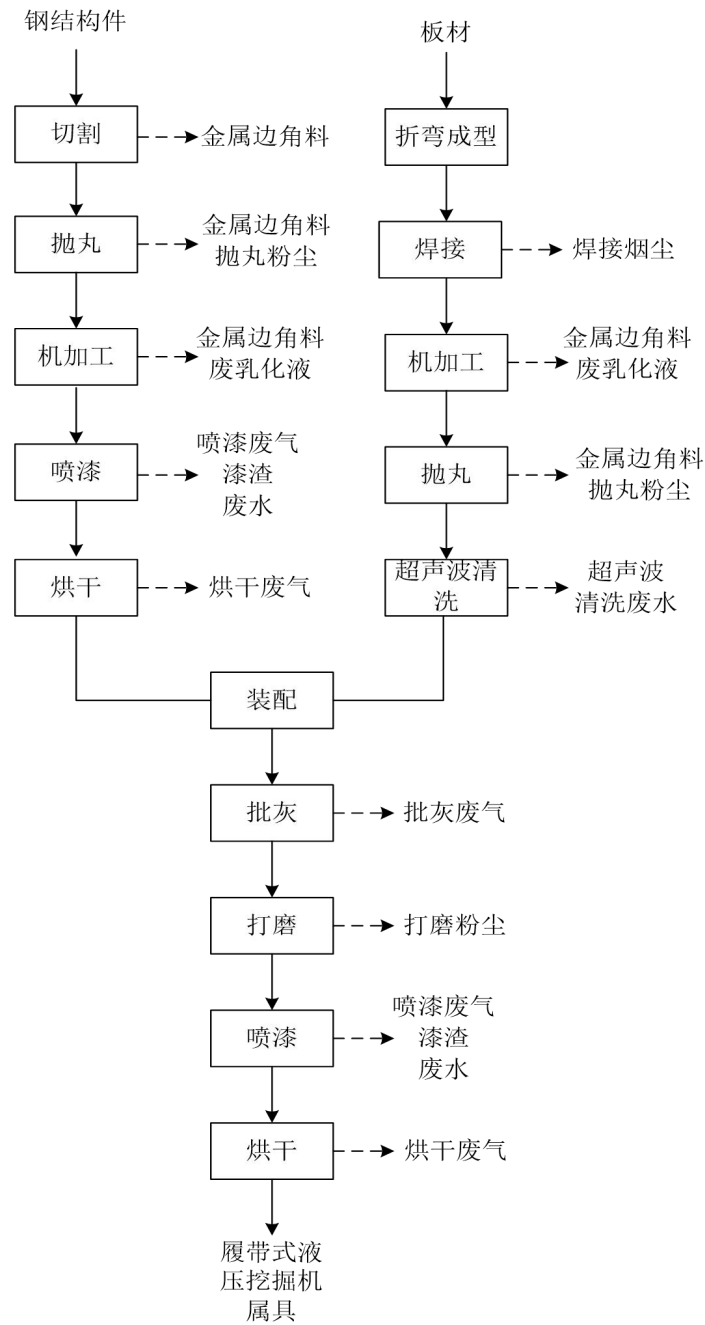 钢结构件
切割
金属边角料
抛丸
金属边角料
抛丸粉尘
机加工
金属边角料
废乳化液
喷漆
喷漆废气
漆渣
废水
烘干
烘干废气
板材
折弯成型
焊接
焊接烟尘
机加工
金属边角料
废乳化液
抛丸
金属边角料
抛丸粉尘
超声波清
洗
超声波
清洗废水
装配
批灰
批灰废气
打磨
打磨粉尘
喷漆
喷漆废气
漆渣
废水
烘干
烘干废气
履带式液
压挖掘机
属具